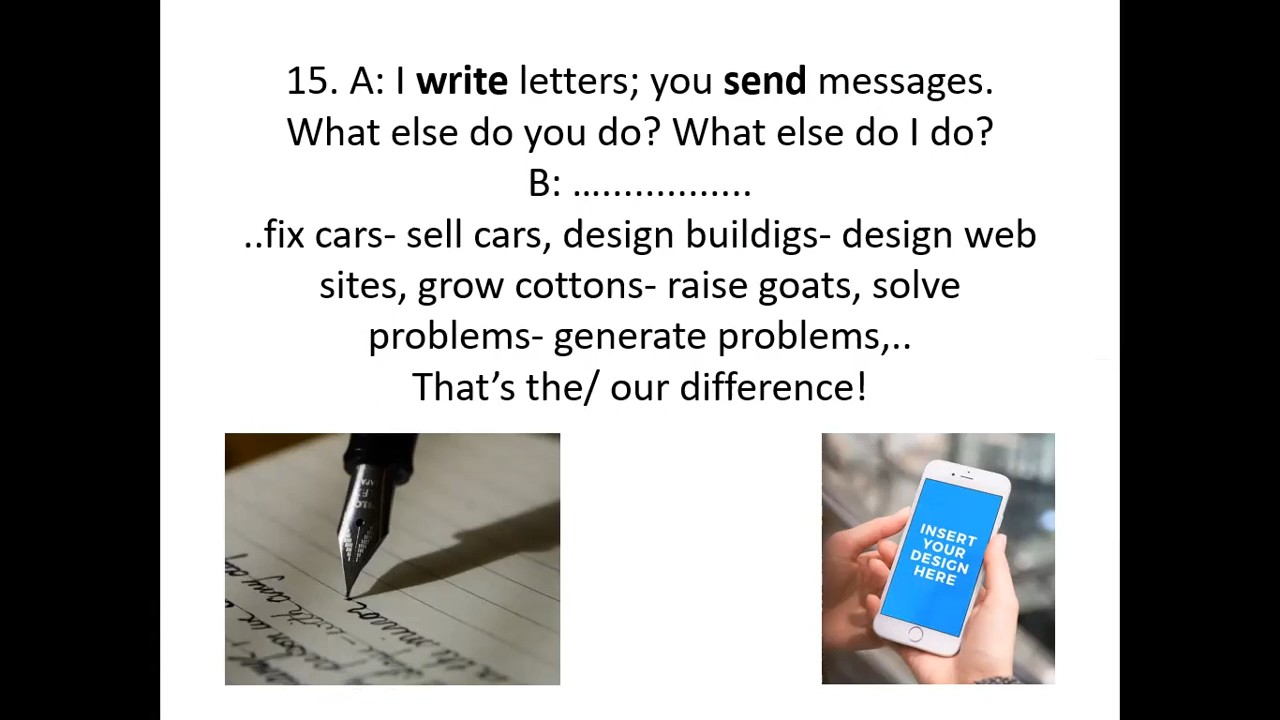 15. A: I write letters; you send messages.
What else do you do? What else do I do?
B: …..............
..fix cars- sell cars, design buildigs- design web
sites, grow cottons- raise goats, solve
problems- generate problems,..
That’s the/ our difference!
INSERT
YOUR
DESIGN
HERE